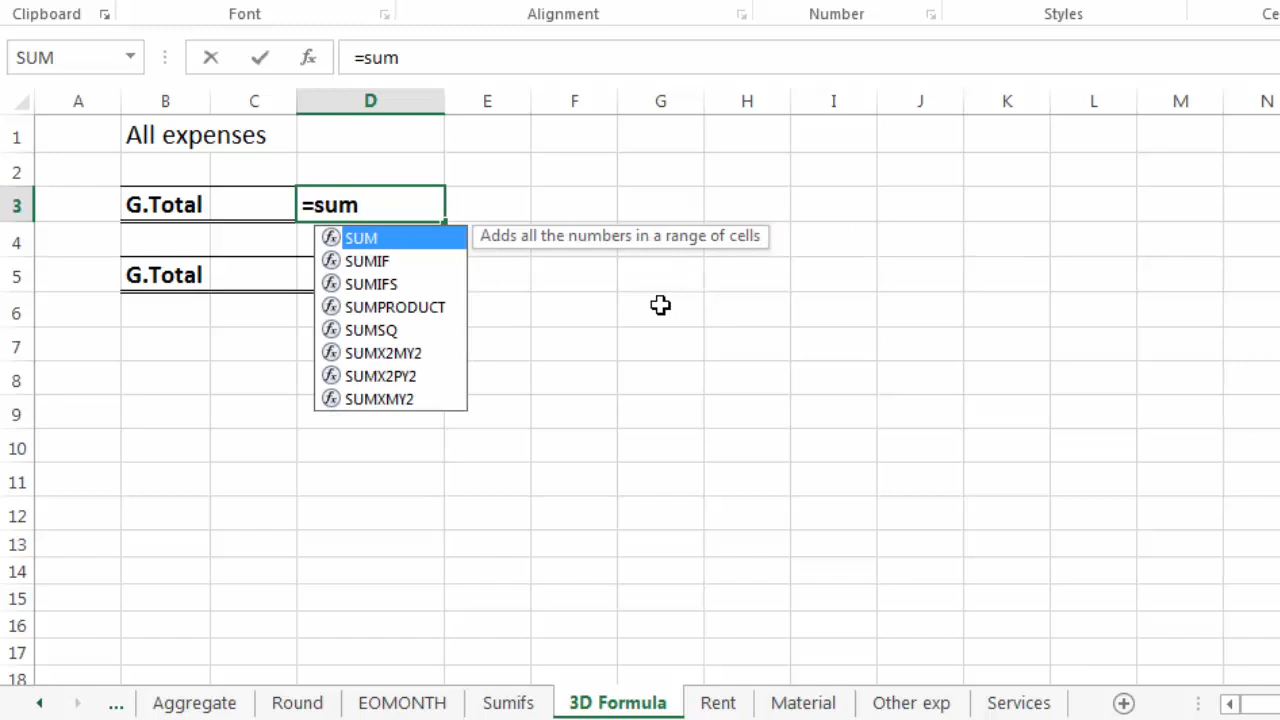 Clipboard Font Alignment Number Styles Ce
SUM =sum
A B C D E F G H I J K L M N
1 All expenses
2
3 G.Total =sum
SUM Adds all the numbers in a range of cells
4
SUMIF
5 G.Total
SUMIFS
6 SUMPRODUCT
SUMSQ
7 SUMX2MY2
8 SUMX2PY2
9 SUMXMY2
10
11
12
13
14
15
16
17
18
... Aggregate Round EOMONTH Sumifs 3D Formula Rent Material Other exp Services